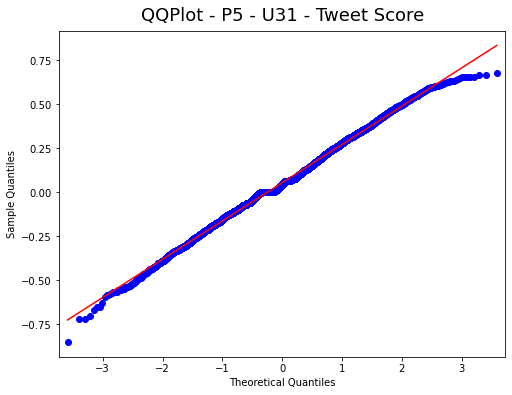 QQPlot - P5 - U31 - Tweet Score
0.75
0.50
0.25
0.00
−0.25
−0.50
−0.75
Sample Quantiles
−3 −2 −1 0 1 2 3
Theoretical Quantiles